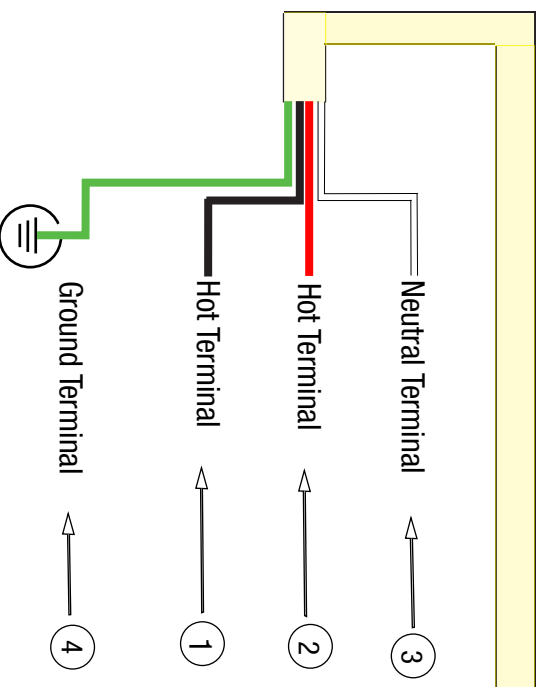 Neutral Terminal 3
Hot Terminal 2
Hot Terminal 1
Ground Terminal 4